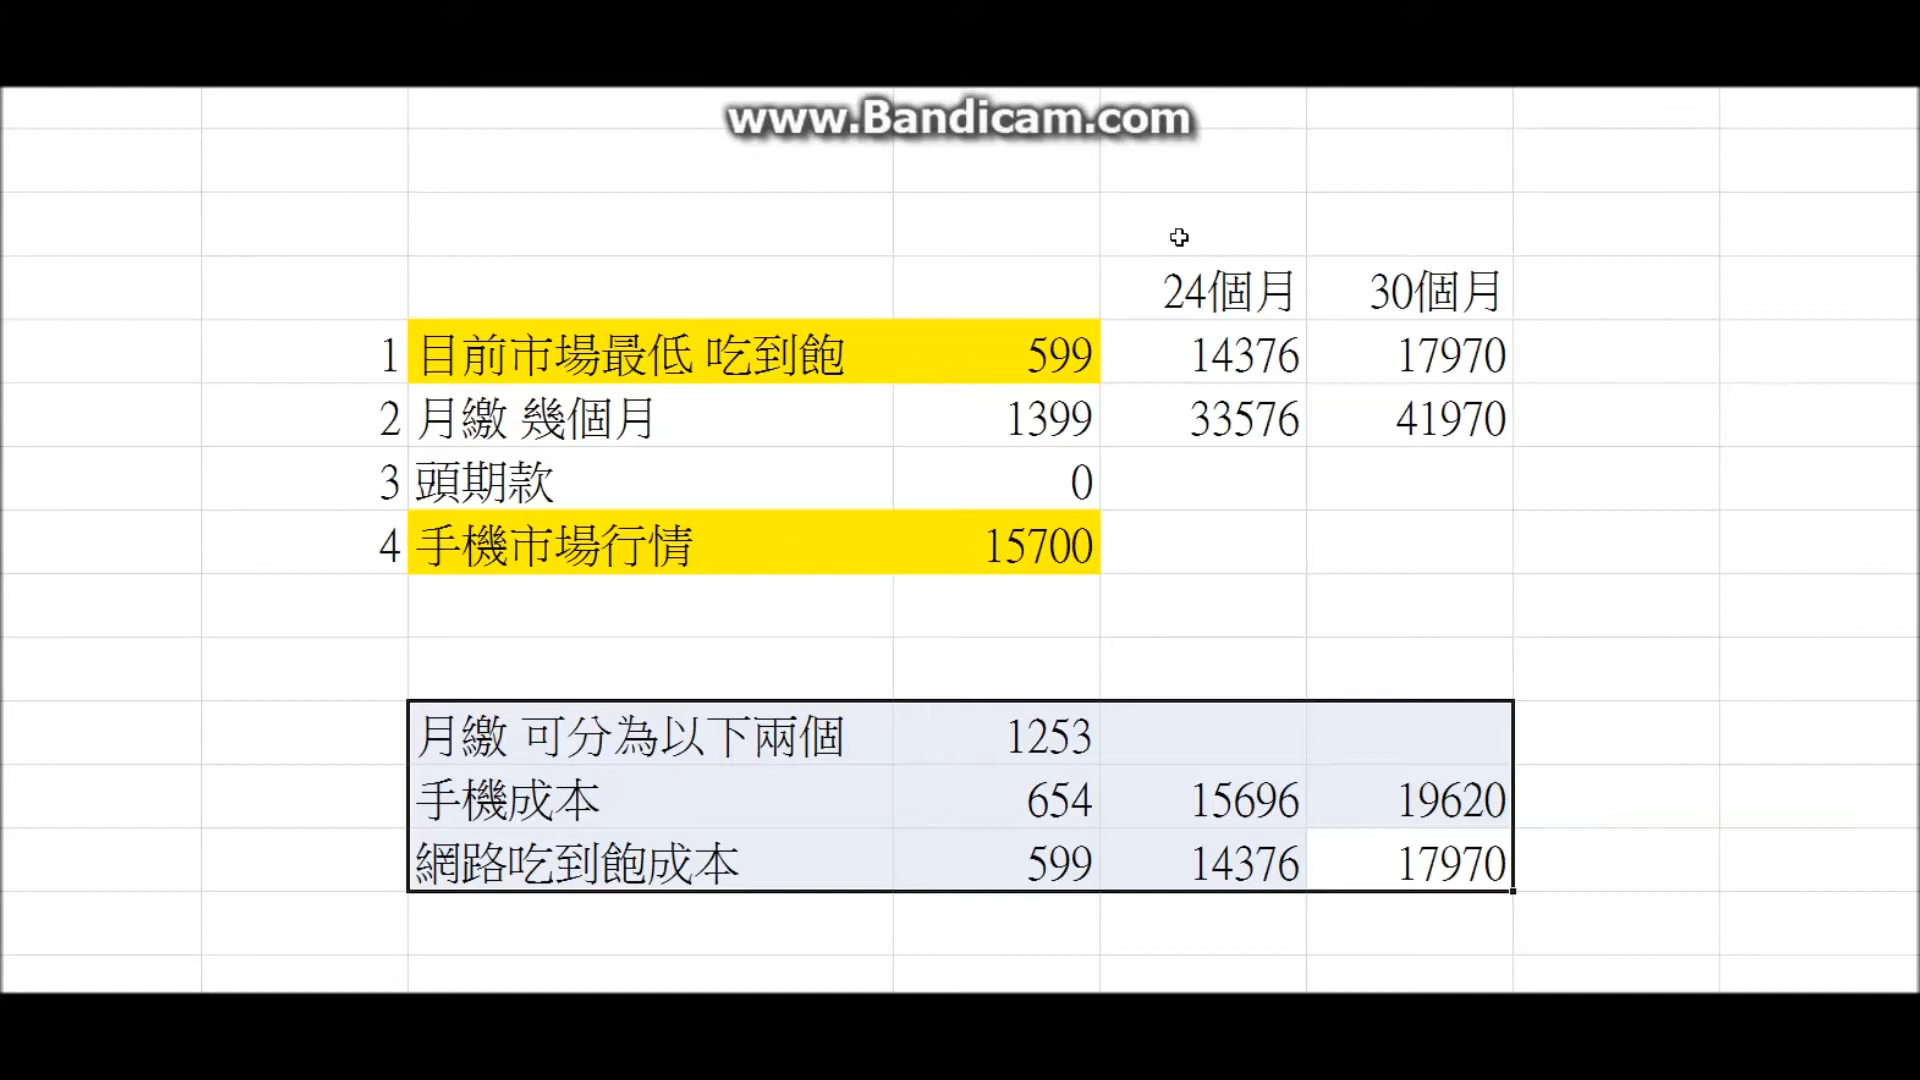 www.Bandicam.com
24個月 30個月
1 目前市場最低 吃到飽 599 14376 17970
2 月繳 幾個月 1399 33576 41970
3 頭期款 0
4 手機市場行情 15700
月繳 可分為以下兩個 1253
手機成本 654 15696 19620
網路吃到飽成本 599 14376 17970